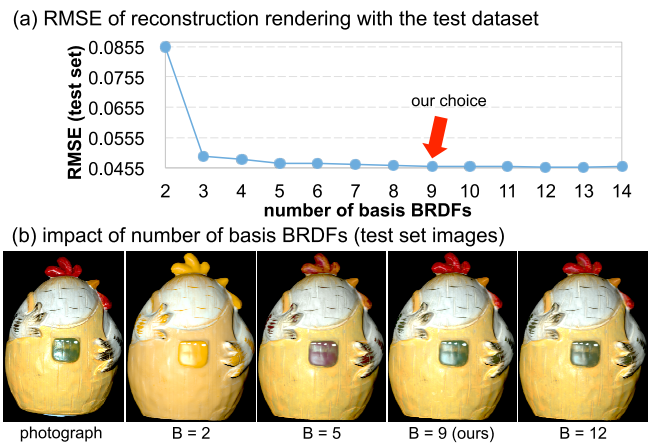 (a) RMSE of reconstruction rendering with the test dataset
RMSE (test set)
0.0855
0.0755
0.0655
0.0555
0.0455
our choice
2 3 4 5 6 7 8 9 10 11 12 13 14
number of basis BRDFs
(b) impact of number of basis BRDFs (test set images)
photograph B = 2 B = 5 B = 9 (ours) B = 12